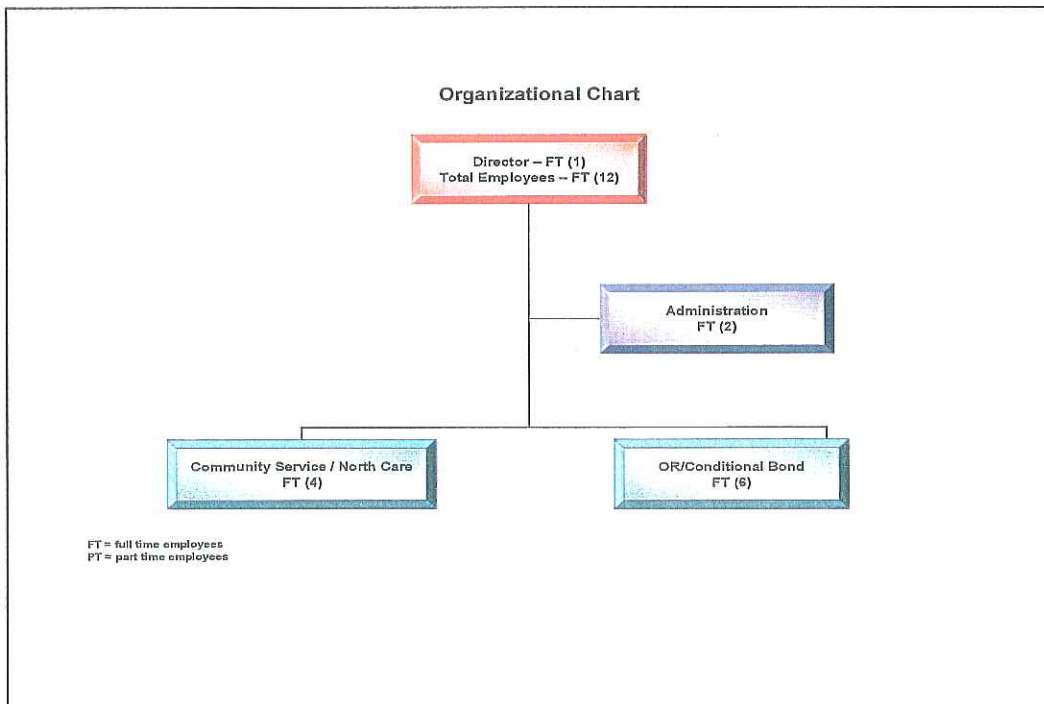 Organizational Chart
Director – FT (1)
Total Employees – FT (12)
Administration
FT (2)
Community Service / North Care
FT (4)
OR/Conditional Bond
FT (6)
FT = full time employees
PT = part time employees